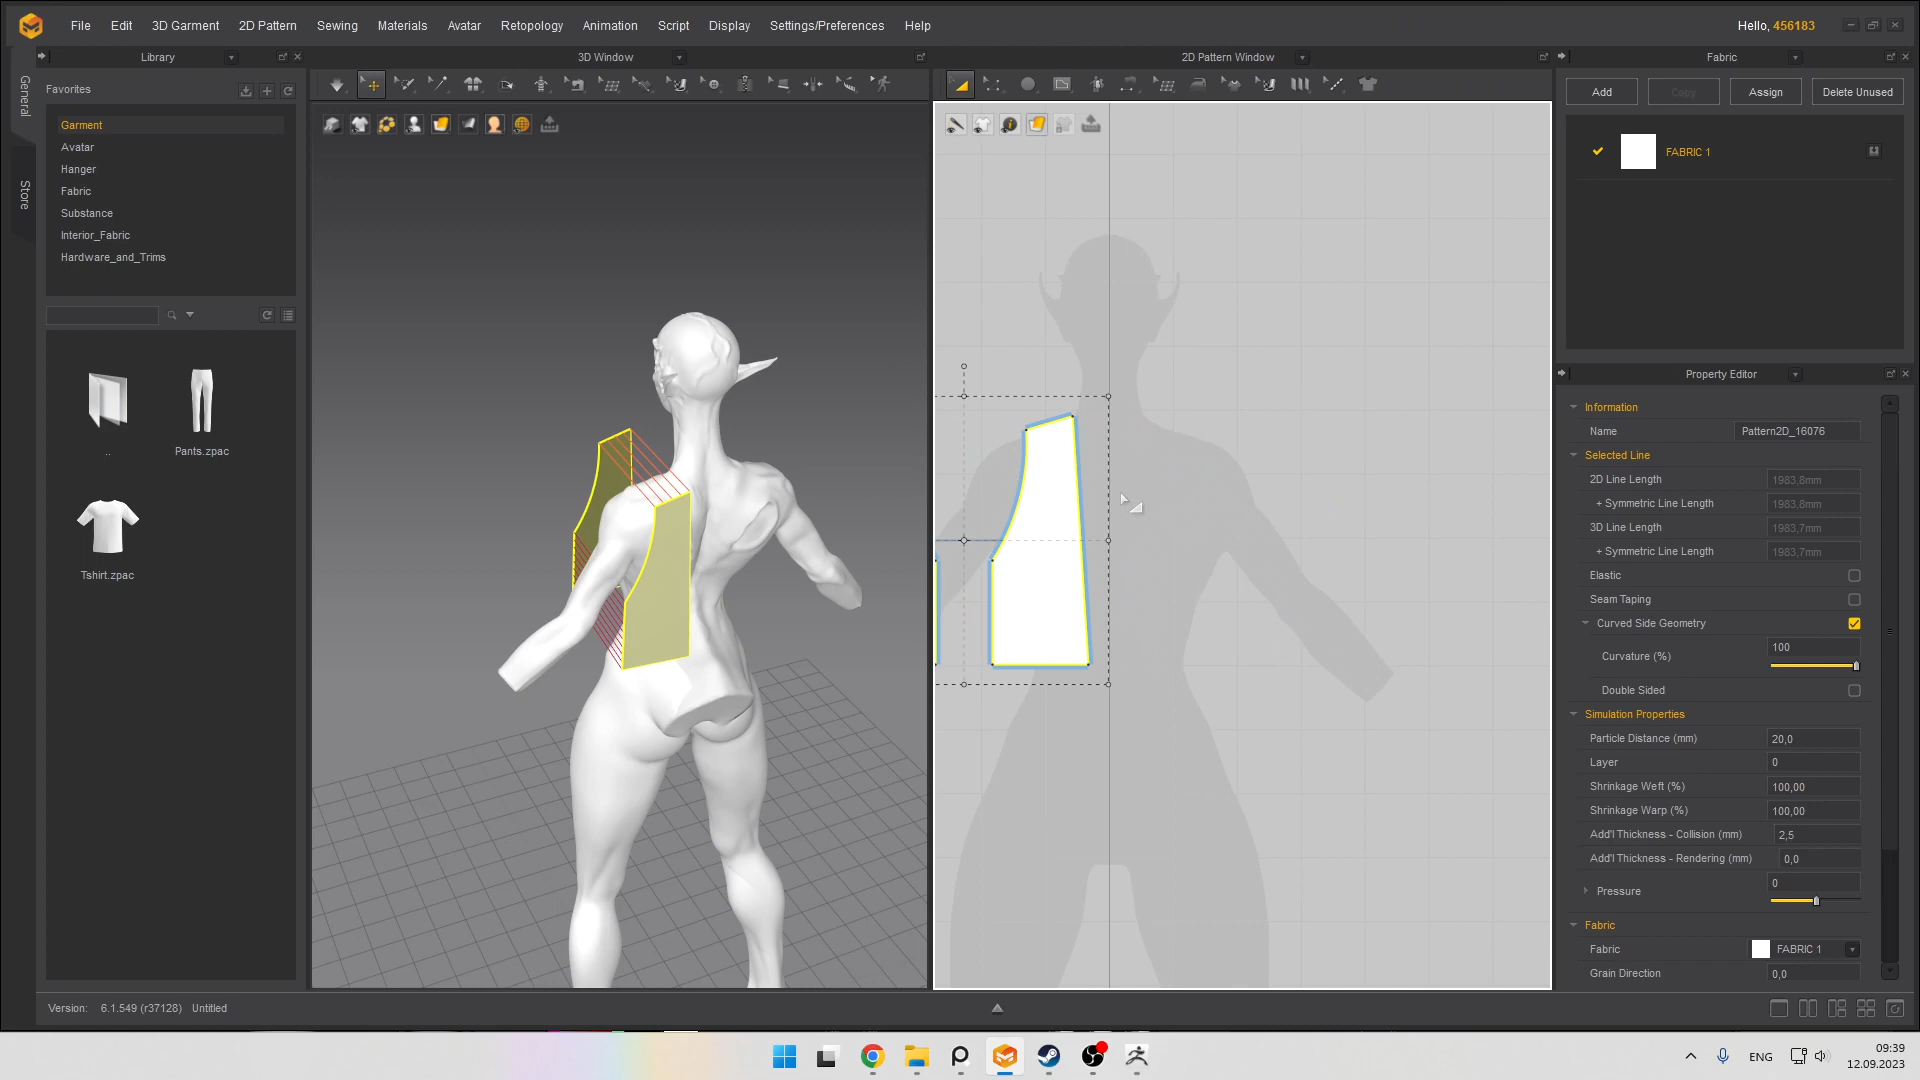 File Edit 3D Garment 2D Pattern Sewing Materials Avatar Retopology Animation Script Display Settings/Preferences Help Hello, 456183
Library 3D Window 2D Pattern Window Fabric
General
Store
Favorites
Garment
Avatar
Hanger
Fabric
Substance
Interior_Fabric
Hardware_and_Trims
..
Pants.zpac
Tshirt.zpac
Add Copy Assign Delete Unused
FABRIC 1
Property Editor
Information
Name Pattern2D_16076
Selected Line
2D Line Length 1983,8mm
+ Symmetric Line Length 1983,8mm
3D Line Length 1983,7mm
+ Symmetric Line Length 1983,7mm
Elastic
Seam Taping
Curved Side Geometry
Curvature (%) 100
Double Sided
Simulation Properties
Particle Distance (mm) 20,0
Layer 0
Shrinkage Weft (%) 100,00
Shrinkage Warp (%) 100,00
Add'l Thickness - Collision (mm) 2,5
Add'l Thickness - Rendering (mm) 0,0
Pressure 0
Fabric
Fabric FABRIC 1
Grain Direction 0,0
Version: 6.1.549 (r37128) Untitled
ENG
09:39
12.09.2023